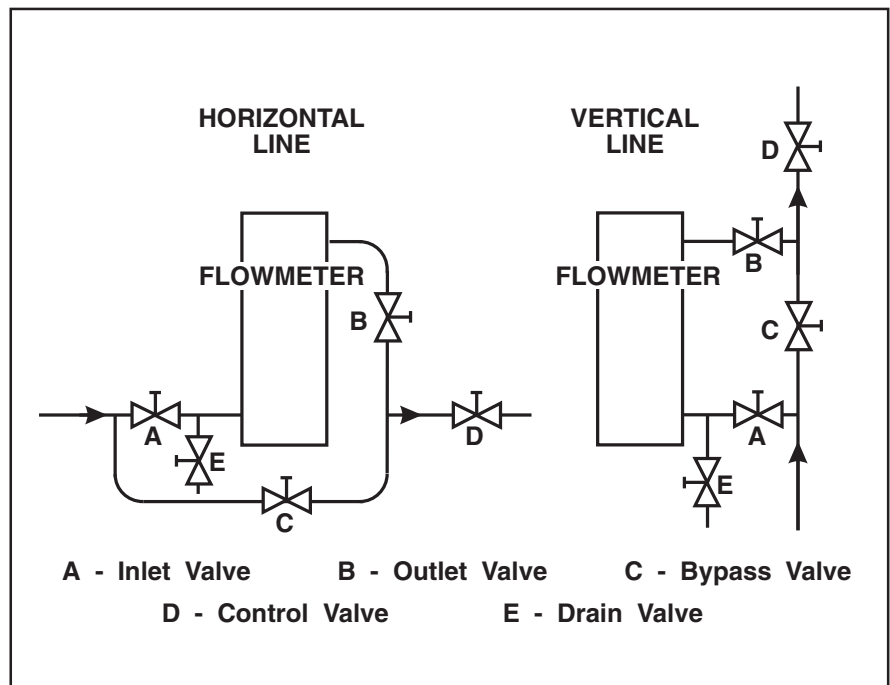 HORIZONTAL
LINE
FLOWMETER
B
A
E
C
D
VERTICAL
LINE
D
B
FLOWMETER
C
A
E
A - Inlet Valve B - Outlet Valve C - Bypass Valve
D - Control Valve E - Drain Valve